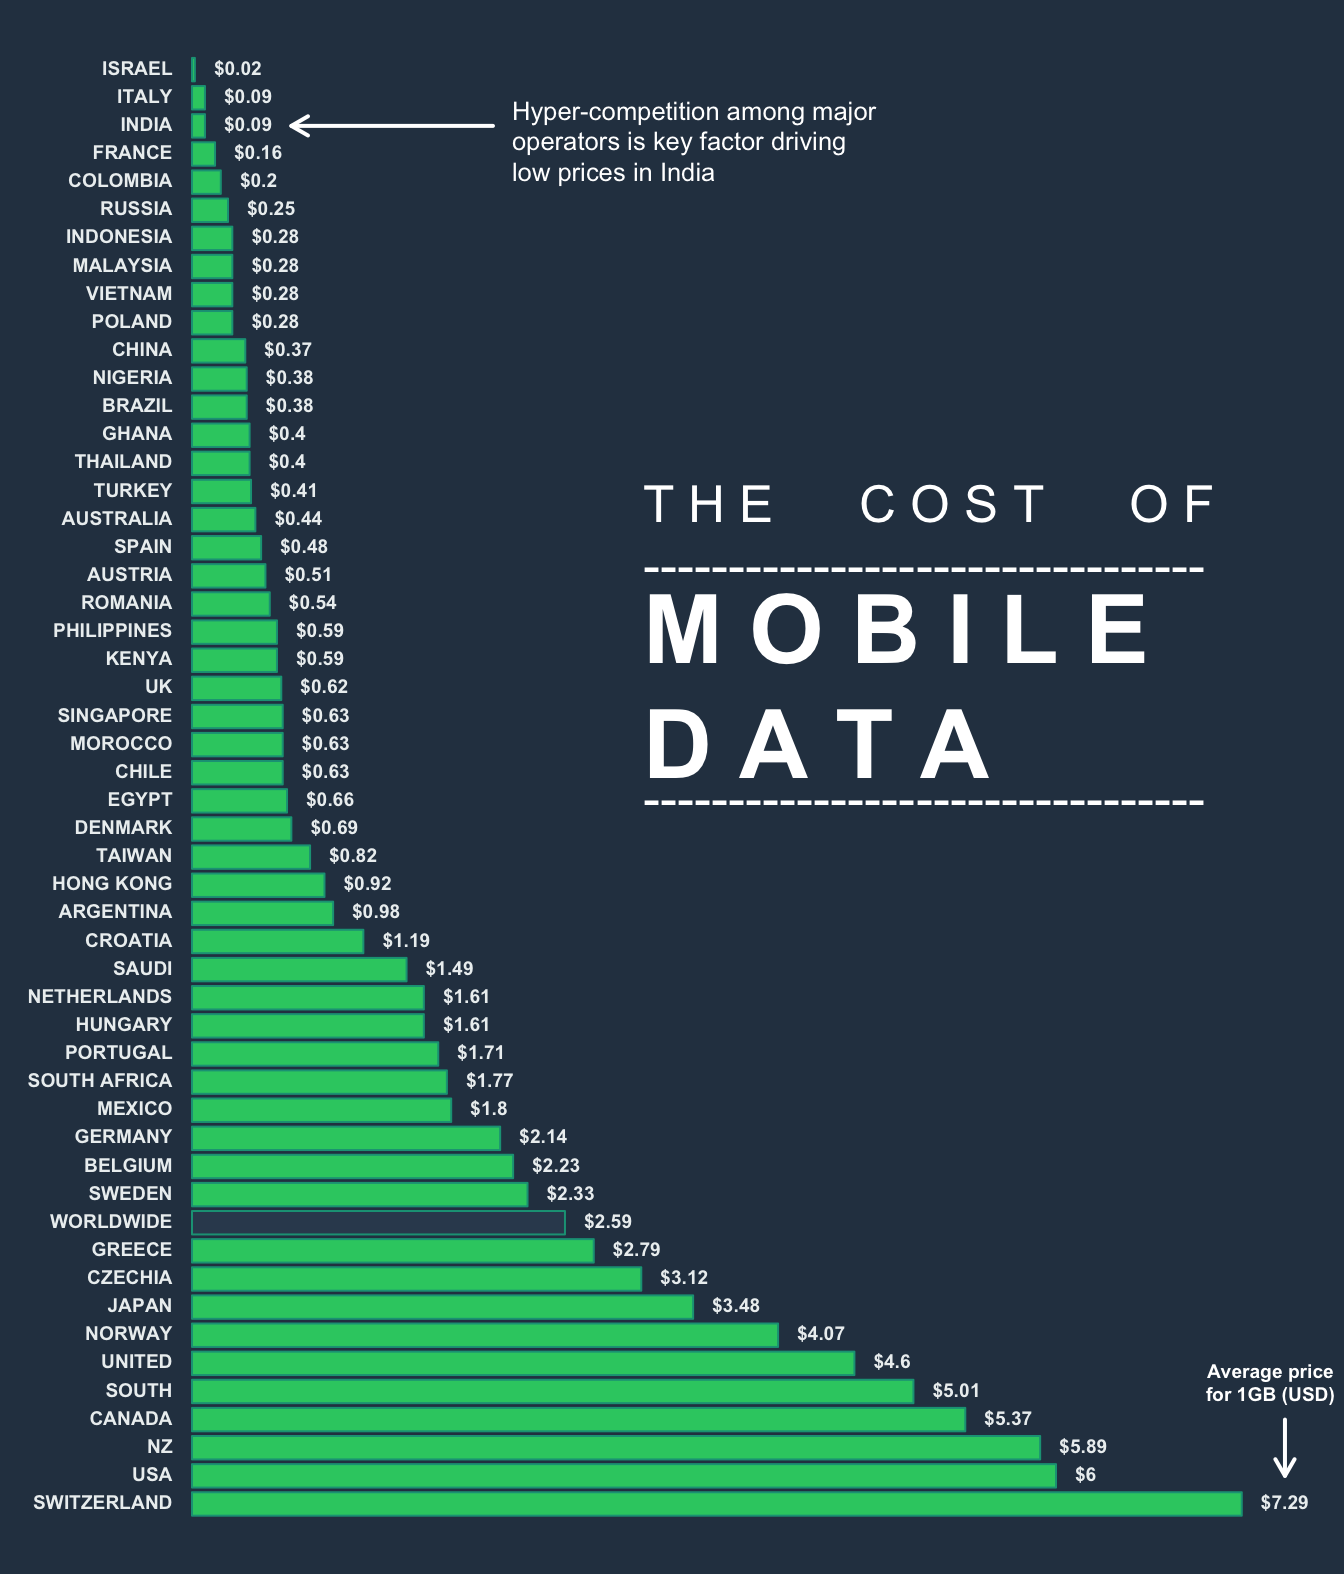 ISRAEL $0.02
ITALY $0.09
INDIA $0.09
Hyper-competition among major
operators is key factor driving
low prices in India
FRANCE $0.16
COLOMBIA $0.2
RUSSIA $0.25
INDONESIA $0.28
MALAYSIA $0.28
VIETNAM $0.28
POLAND $0.28
CHINA $0.37
NIGERIA $0.38
BRAZIL $0.38
GHANA $0.4
THAILAND $0.4
TURKEY $0.41
AUSTRALIA $0.44
SPAIN $0.48
AUSTRIA $0.51
ROMANIA $0.54
PHILIPPINES $0.59
KENYA $0.59
UK $0.62
SINGAPORE $0.63
MOROCCO $0.63
CHILE $0.63
EGYPT $0.66
DENMARK $0.69
TAIWAN $0.82
HONG KONG $0.92
ARGENTINA $0.98
CROATIA $1.19
SAUDI $1.49
NETHERLANDS $1.61
HUNGARY $1.61
PORTUGAL $1.71
SOUTH AFRICA $1.77
MEXICO $1.8
GERMANY $2.14
BELGIUM $2.23
SWEDEN $2.33
WORLDWIDE $2.59
GREECE $2.79
CZECHIA $3.12
JAPAN $3.48
NORWAY $4.07
UNITED $4.6
SOUTH $5.01
CANADA $5.37
NZ $5.89
USA $6
SWITZERLAND $7.29
THE COST OF
MOBILE
DATA
Average price
for 1GB (USD)